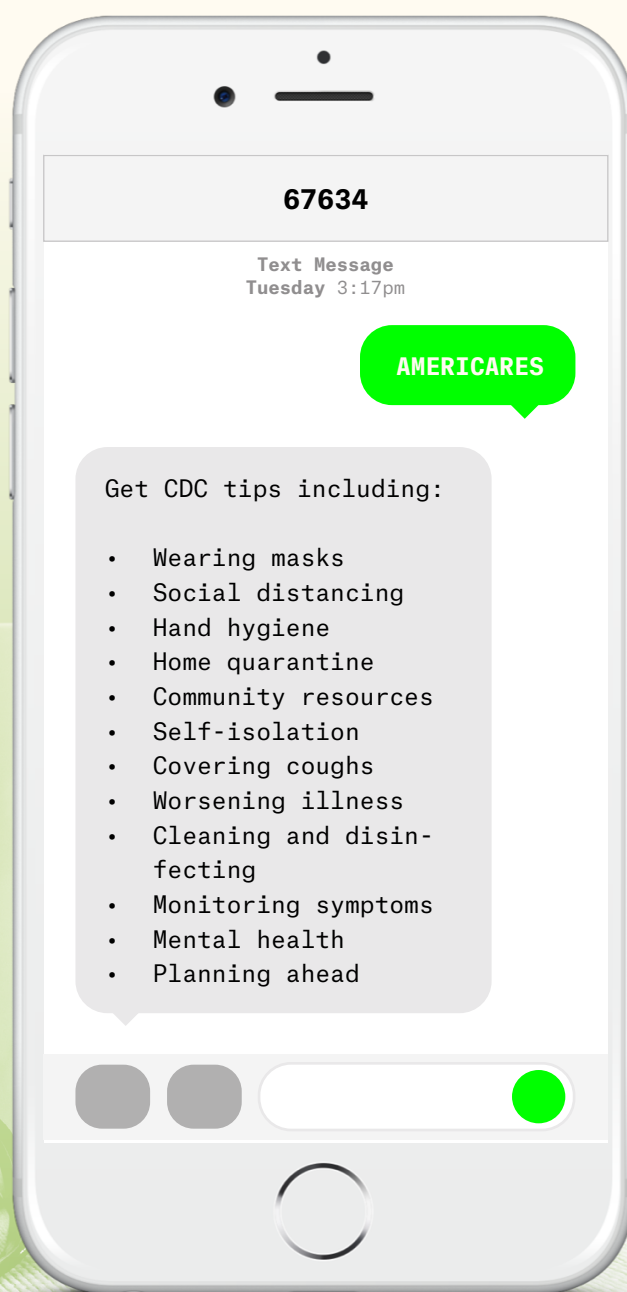 67634
Text Message
Tuesday 3:17pm
AMERICARES
Get CDC tips including:
• Wearing masks
• Social distancing
• Hand hygiene
• Home quarantine
• Community resources
• Self-isolation
• Covering coughs
• Worsening illness
• Cleaning and disin-
fecting
• Monitoring symptoms
• Mental health
• Planning ahead